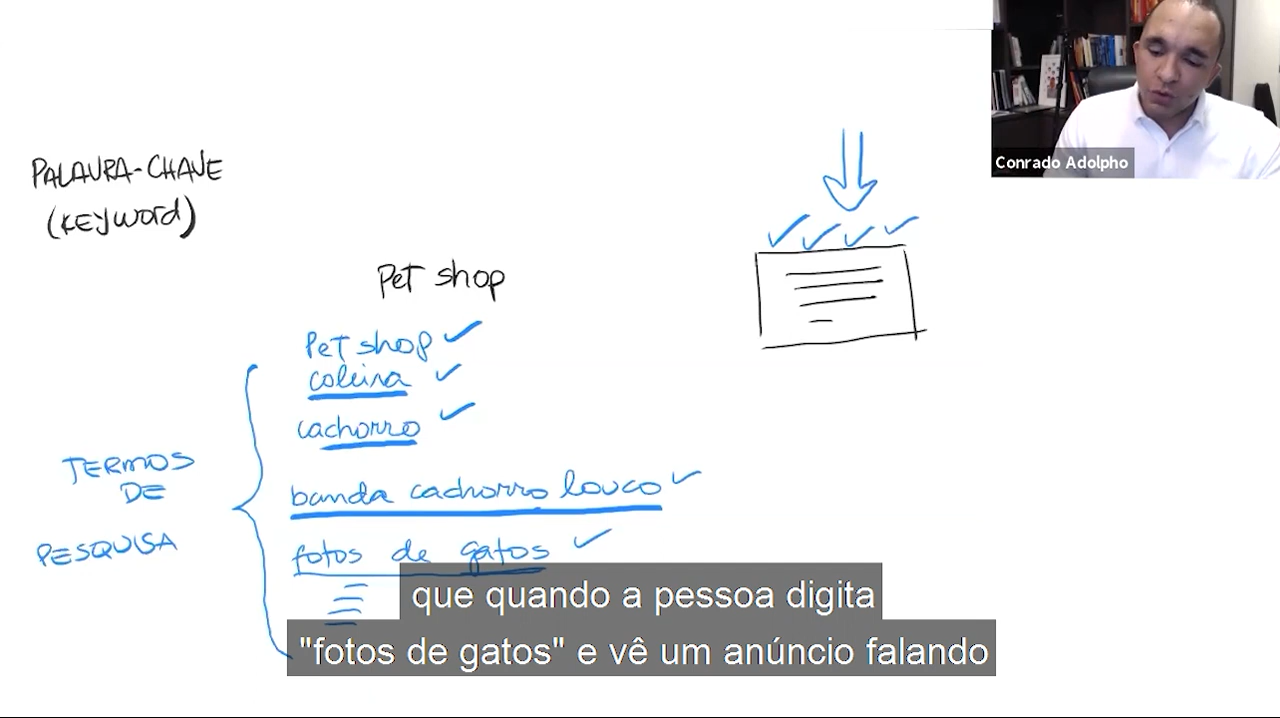 Conrado Adolpho
PALAVRA-CHAVE
(KEYword)
Pet shop
Pet shop
coleira
cachorro
TERMOS
DE
PESQUISA
banda cachorro louco
fotos de gatos
que quando a pessoa digita
"fotos de gatos" e vê um anúncio falando